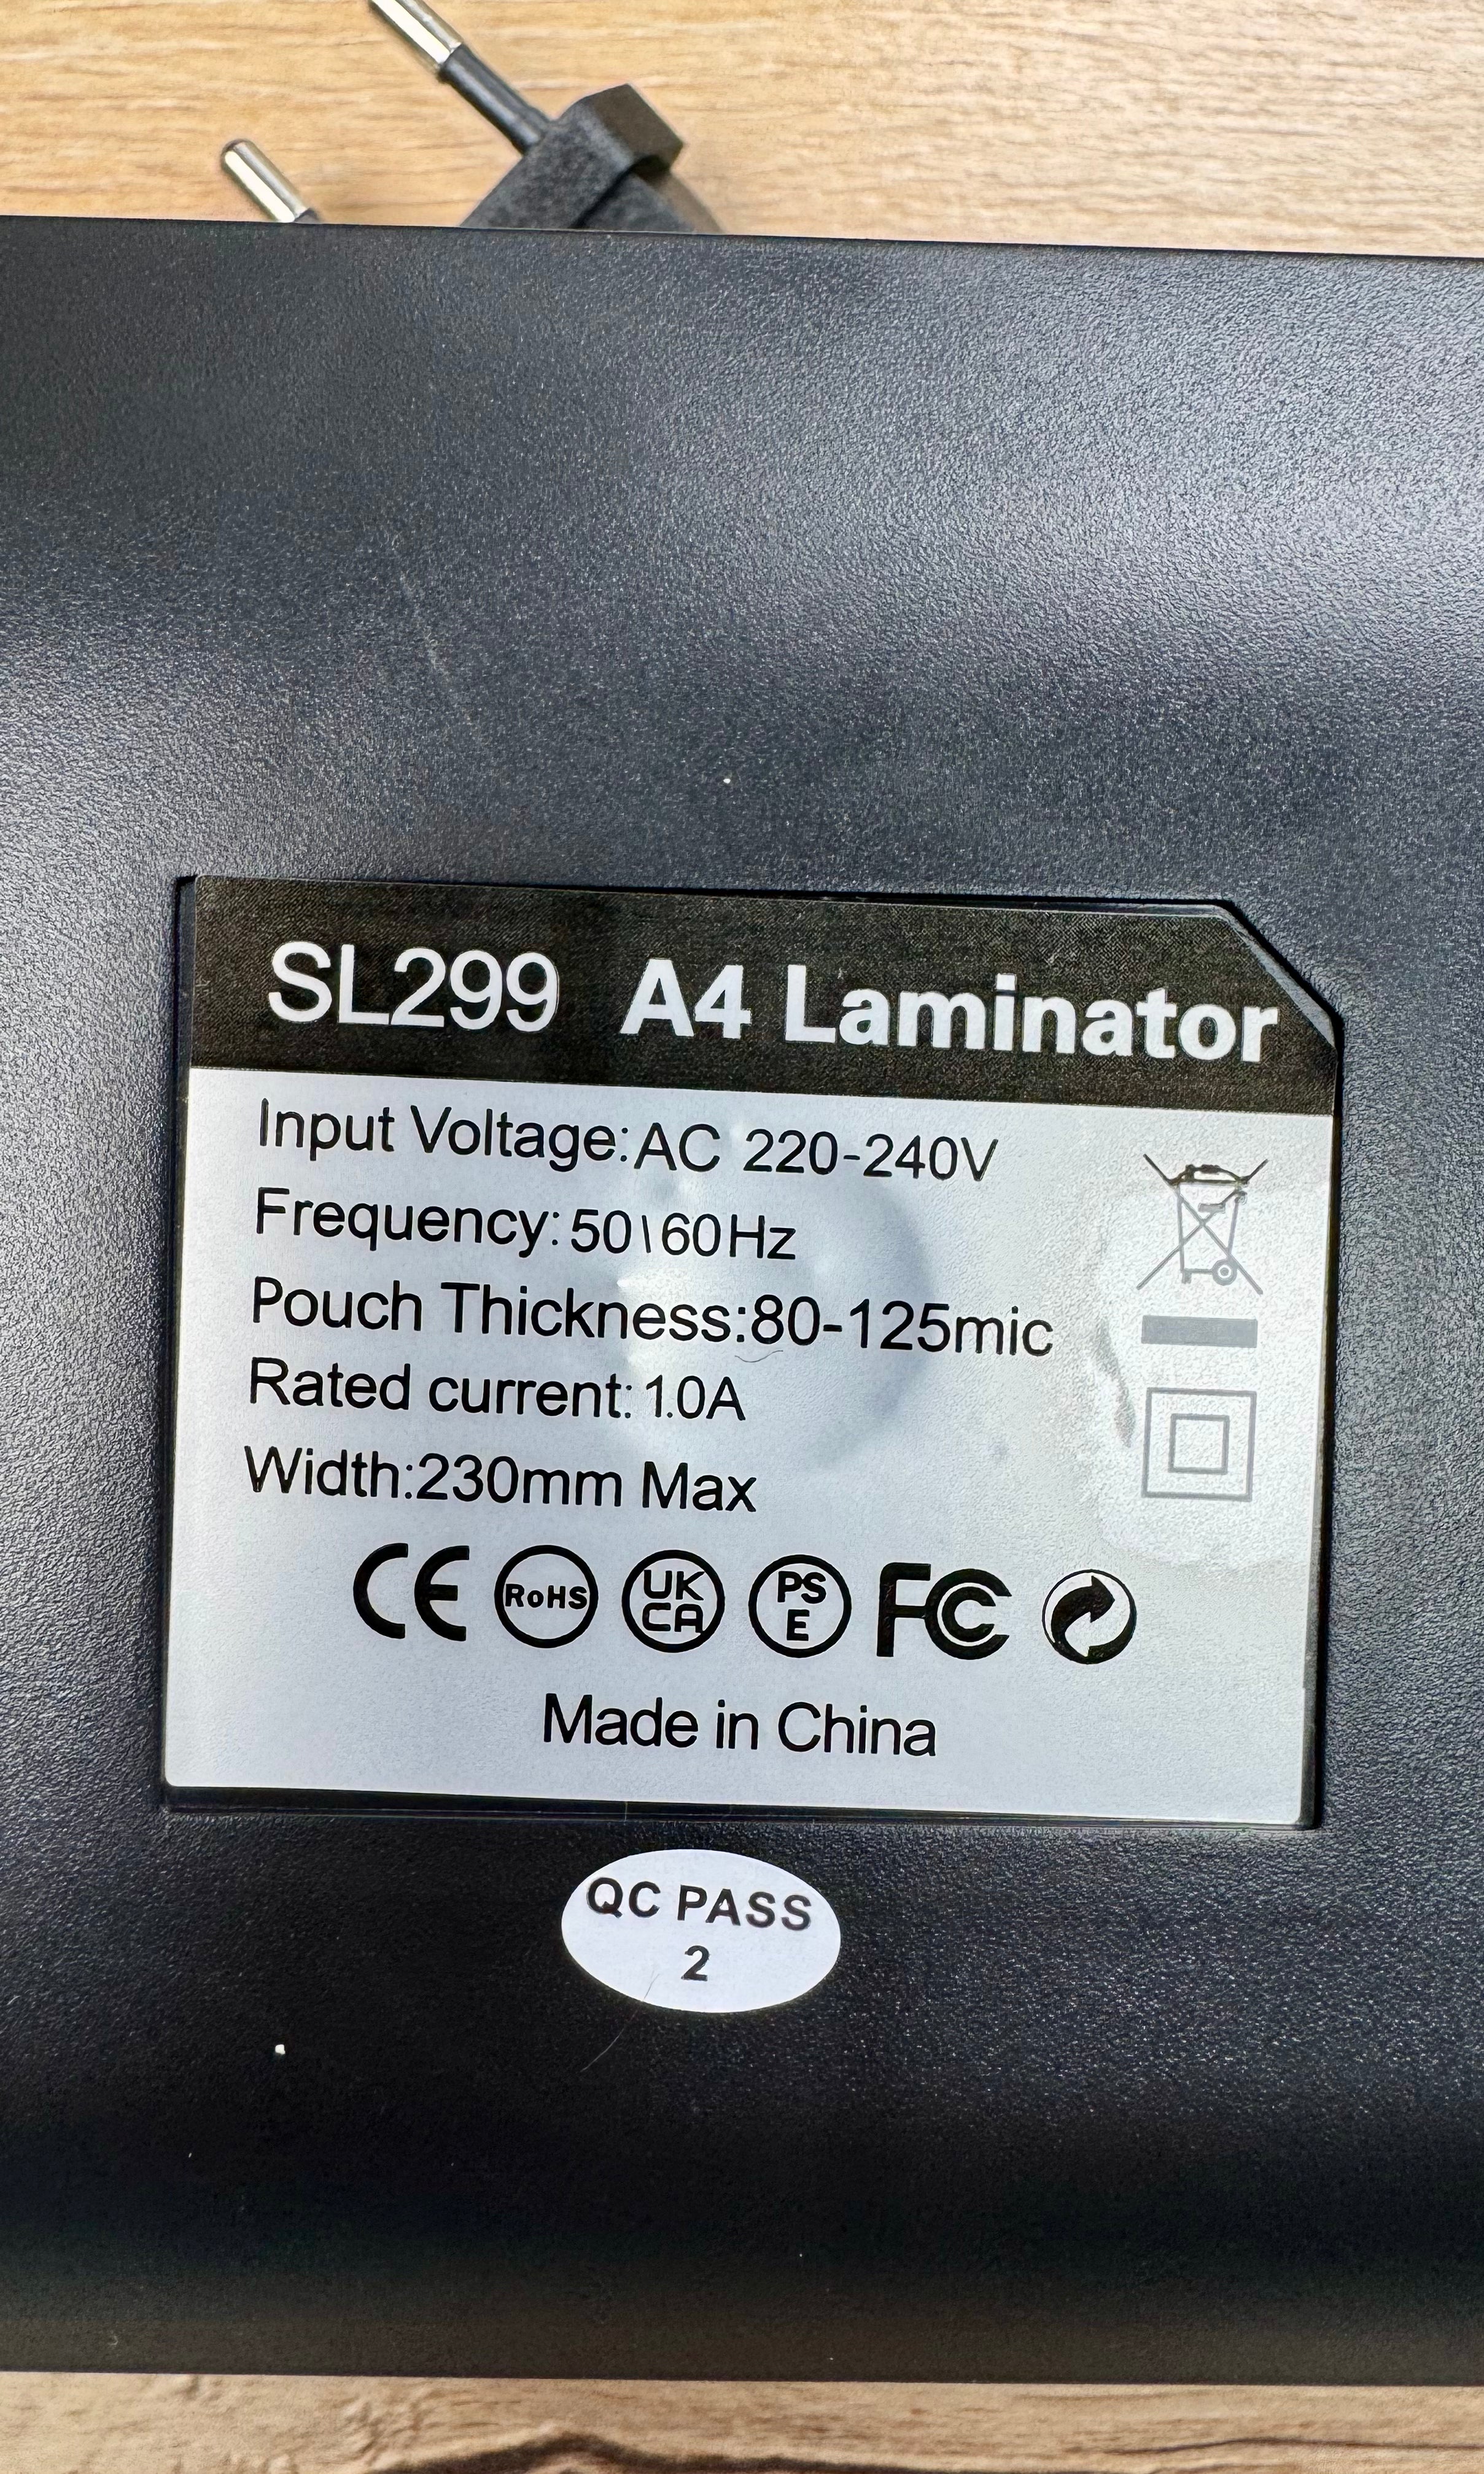 SL299 A4 Laminator
Input Voltage:AC 220-240V
Frequency:50\60Hz
Pouch Thickness:80-125mic
Rated current:1.0A
Width:230mm Max
CE RoHS UK CA PS E FC
Made in China
QC PASS
2